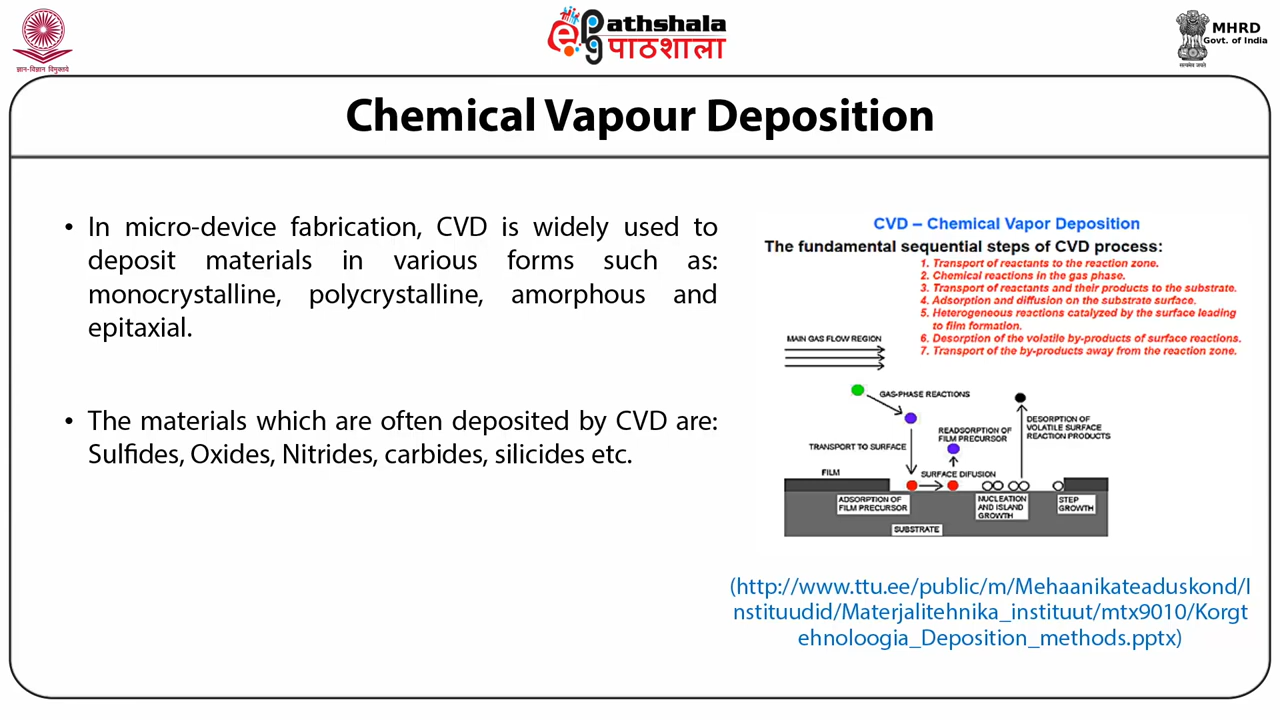 ज्ञान-विज्ञान विमुक्तये
ePathshala
पाठशाला
MHRD
Govt. of India
सत्यमेव जयते
Chemical Vapour Deposition
• In micro-device fabrication, CVD is widely used to
deposit materials in various forms such as:
monocrystalline, polycrystalline, amorphous and
epitaxial.
• The materials which are often deposited by CVD are:
Sulfides, Oxides, Nitrides, carbides, silicides etc.
CVD – Chemical Vapor Deposition
The fundamental sequential steps of CVD process:
1. Transport of reactants to the reaction zone.
2. Chemical reactions in the gas phase.
3. Transport of reactants and their products to the substrate.
4. Adsorption and diffusion on the substrate surface.
5. Heterogeneous reactions catalyzed by the surface leading
to film formation.
6. Desorption of the volatile by-products of surface reactions.
7. Transport of the by-products away from the reaction zone.
MAIN GAS FLOW REGION
GAS-PHASE REACTIONS
DESORPTION OF
VOLATILE SURFACE
REACTION PRODUCTS
READSORPTION OF
FILM PRECURSOR
TRANSPORT TO SURFACE
FILM
SURFACE DIFUSION
ADSORPTION OF
FILM PRECURSOR
NUCLEATION
AND ISLAND
GROWTH
STEP
GROWTH
SUBSTRATE
(http://www.ttu.ee/public/m/Mehaanikateaduskond/I
nstituudid/Materjalitehnika_instituut/mtx9010/Korgt
ehnoloogia_Deposition_methods.pptx)